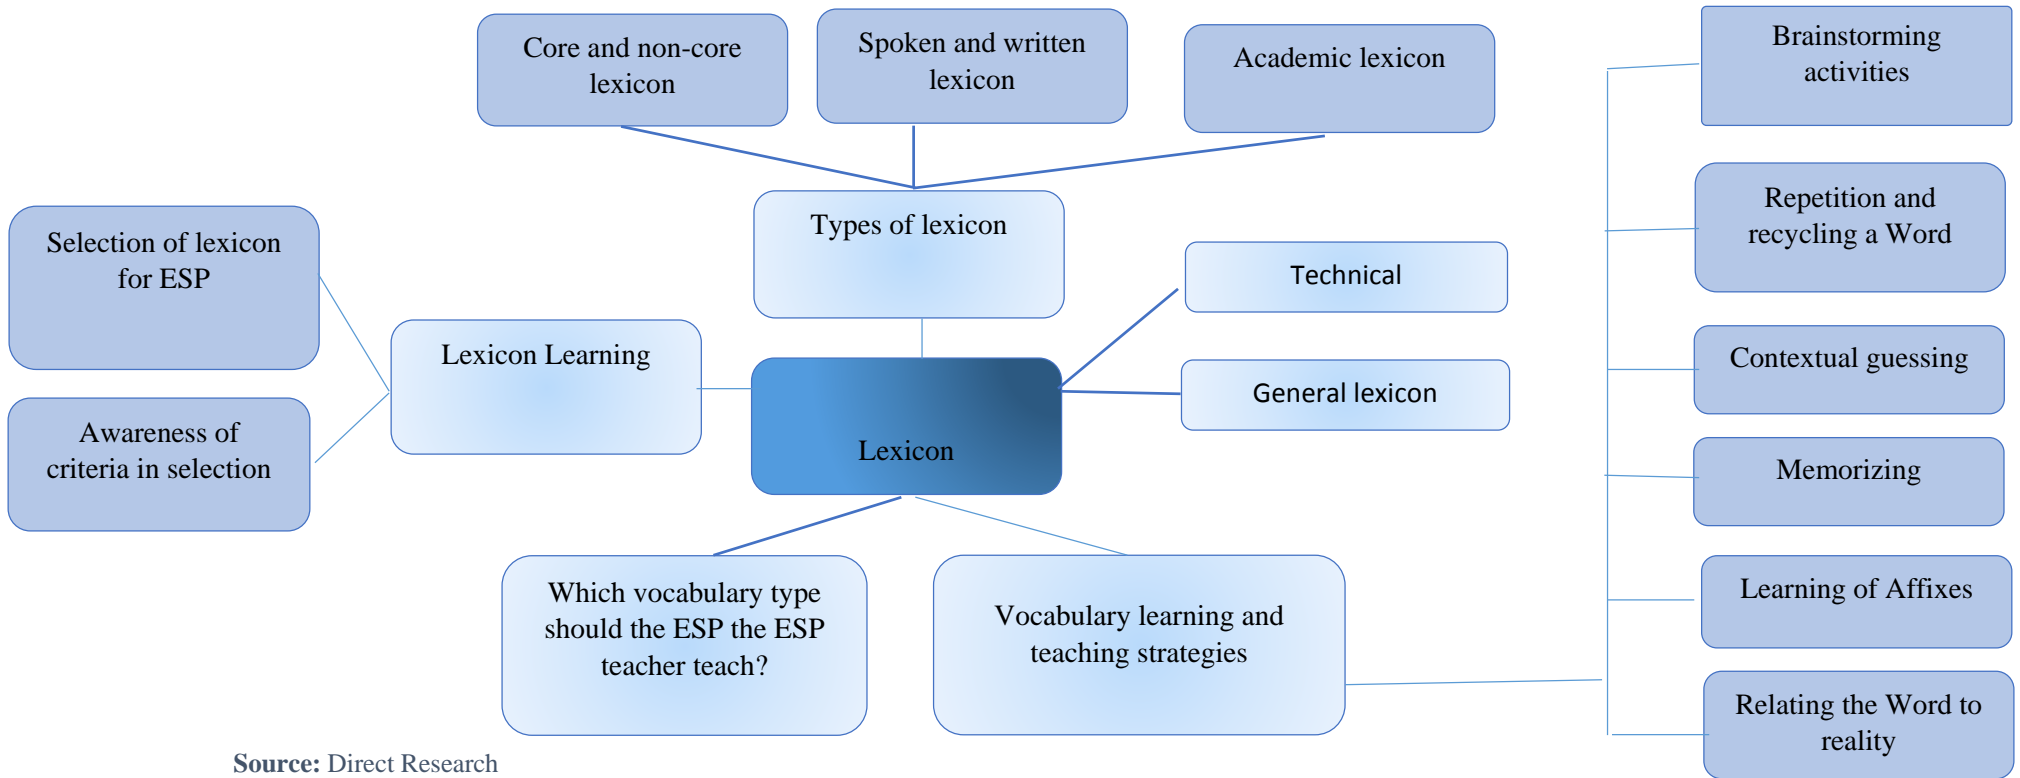 Core and non-core
lexicon
Spoken and written
lexicon
Academic lexicon
Brainstorming
activities
Selection of lexicon
for ESP
Types of lexicon
Repetition and
recycling a Word
Technical
Lexicon Learning
Contextual guessing
General lexicon
Awareness of
criteria in selection
Lexicon
Memorizing
Which vocabulary type
should the ESP the ESP
teacher teach?
Vocabulary learning and
teaching strategies
Learning of Affixes
Relating the Word to
reality
Source: Direct Research